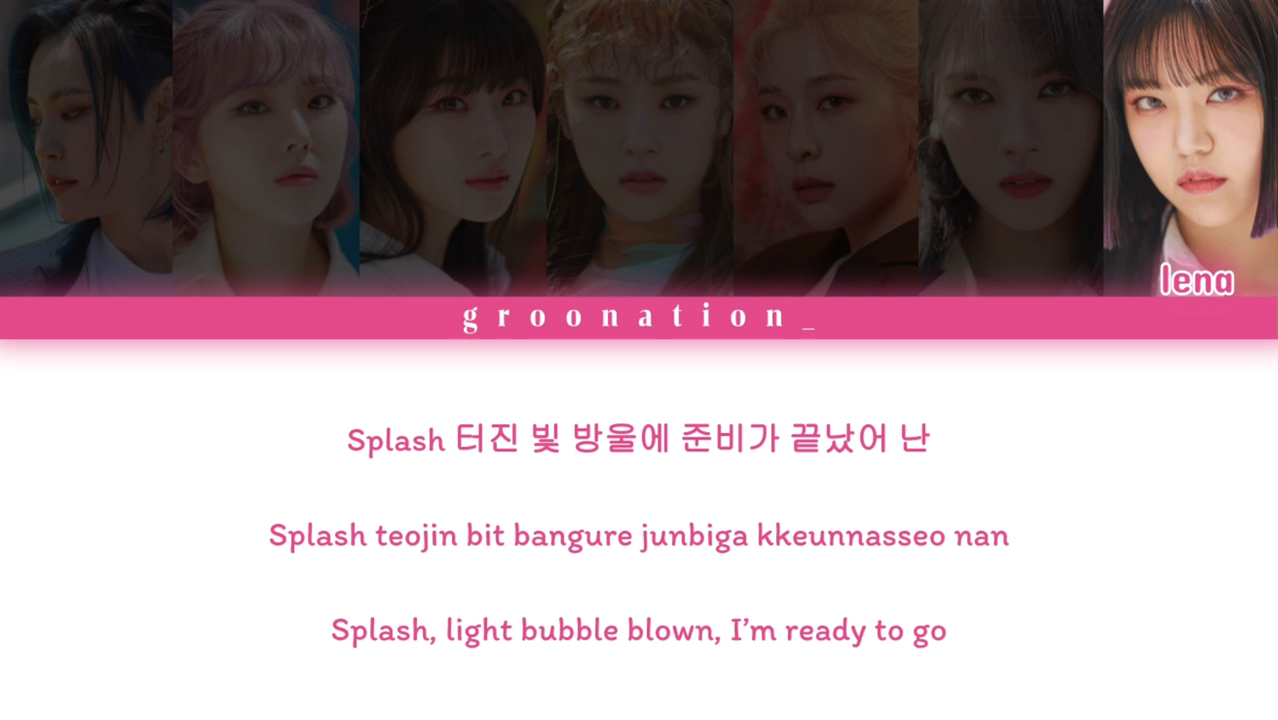 lena
groonation_
Splash 터진 빛 방울에 준비가 끝났어 난
Splash teojin bit bangure junbiga kkeunnasseo nan
Splash, light bubble blown, I’m ready to go